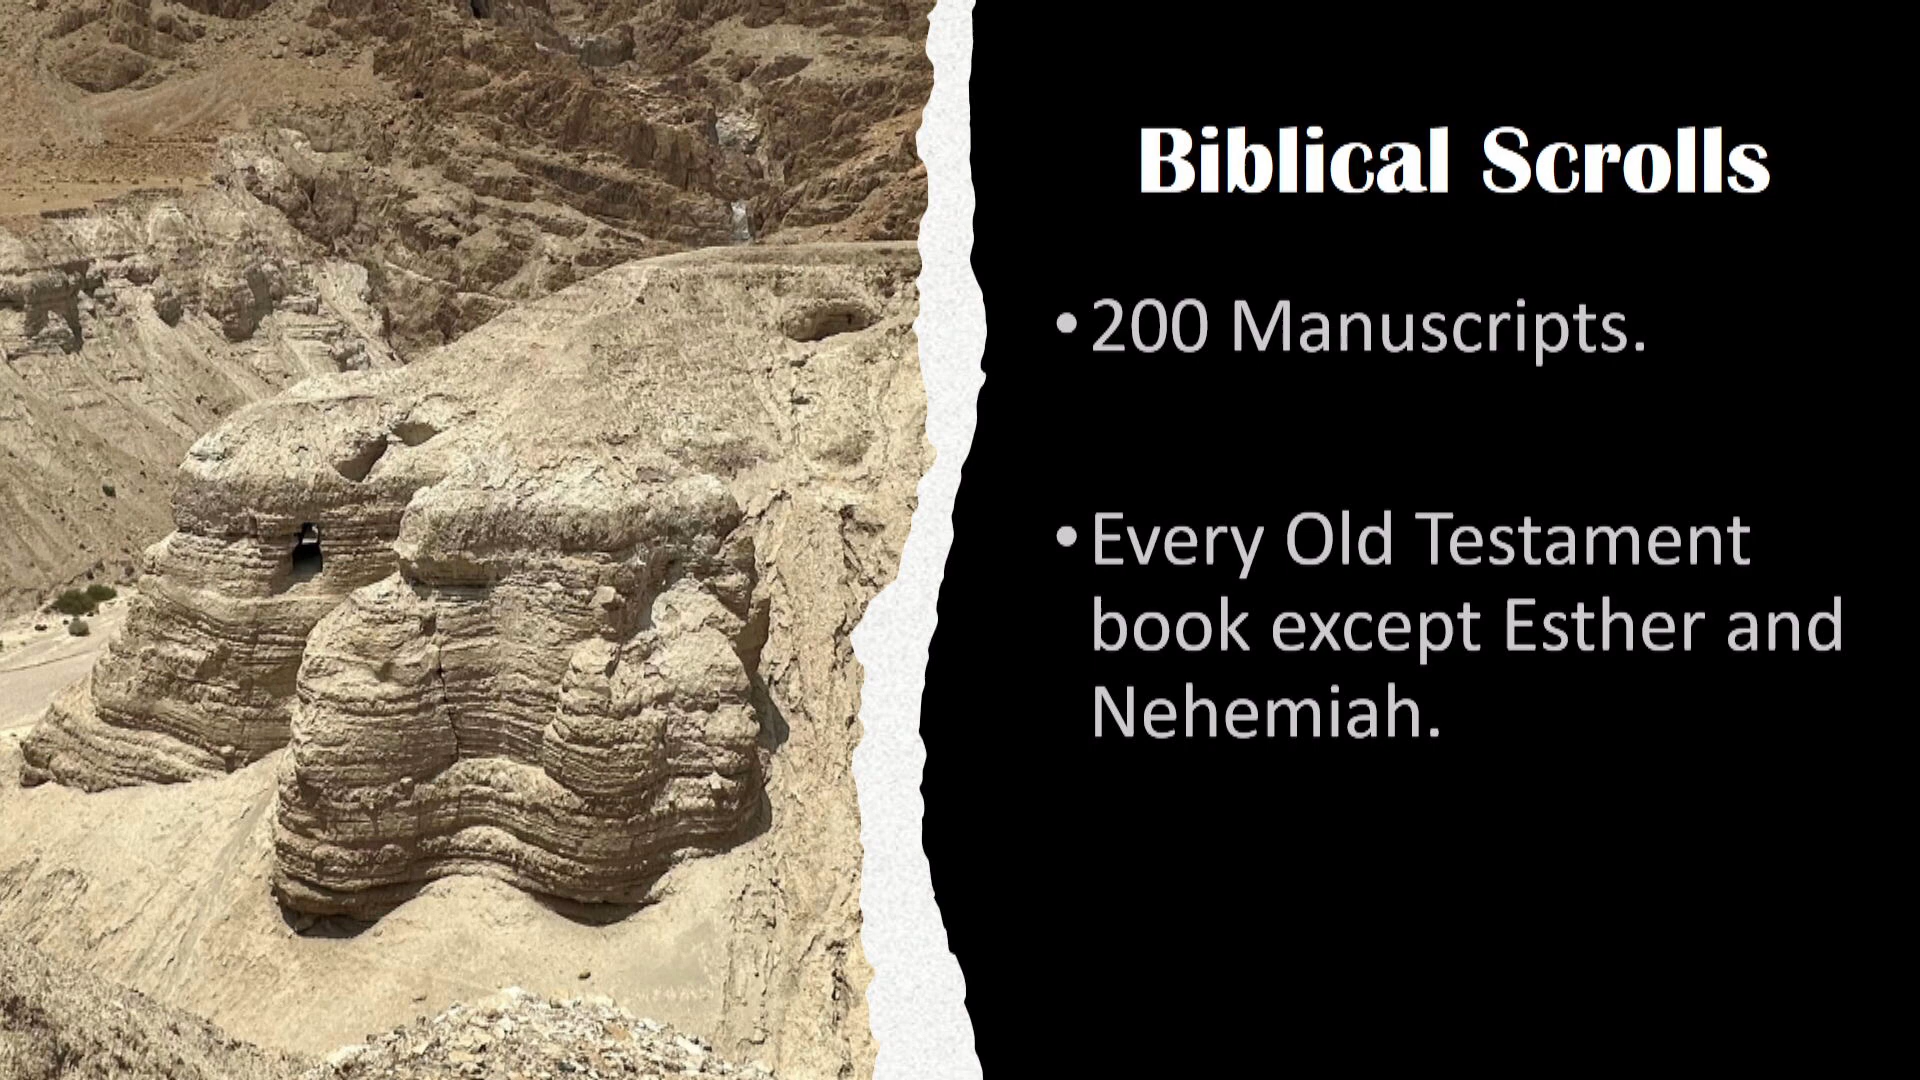 Biblical Scrolls
•200 Manuscripts.
•Every Old Testament
book except Esther and
Nehemiah.